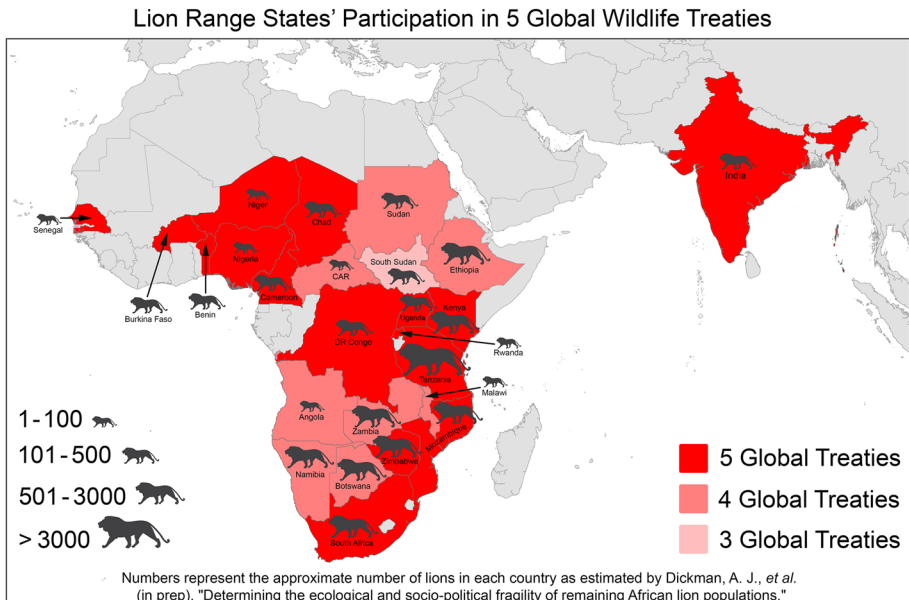 Lion Range States’ Participation in 5 Global Wildlife Treaties
India
Niger
Chad
Sudan
Senegal
Nigeria
South Sudan
Ethiopia
CAR
Cameroon
Burkina Faso
Benin
Uganda
Kenya
DR Congo
Rwanda
Tanzania
Malawi
Angola
Zambia
Mozambique
Zimbabwe
Namibia
Botswana
South Africa
1-100
101-500
501-3000
> 3000
5 Global Treaties
4 Global Treaties
3 Global Treaties
Numbers represent the approximate number of lions in each country as estimated by Dickman, A. J., et al.
(in prep). "Determining the ecological and socio-political fragility of remaining African lion populations."